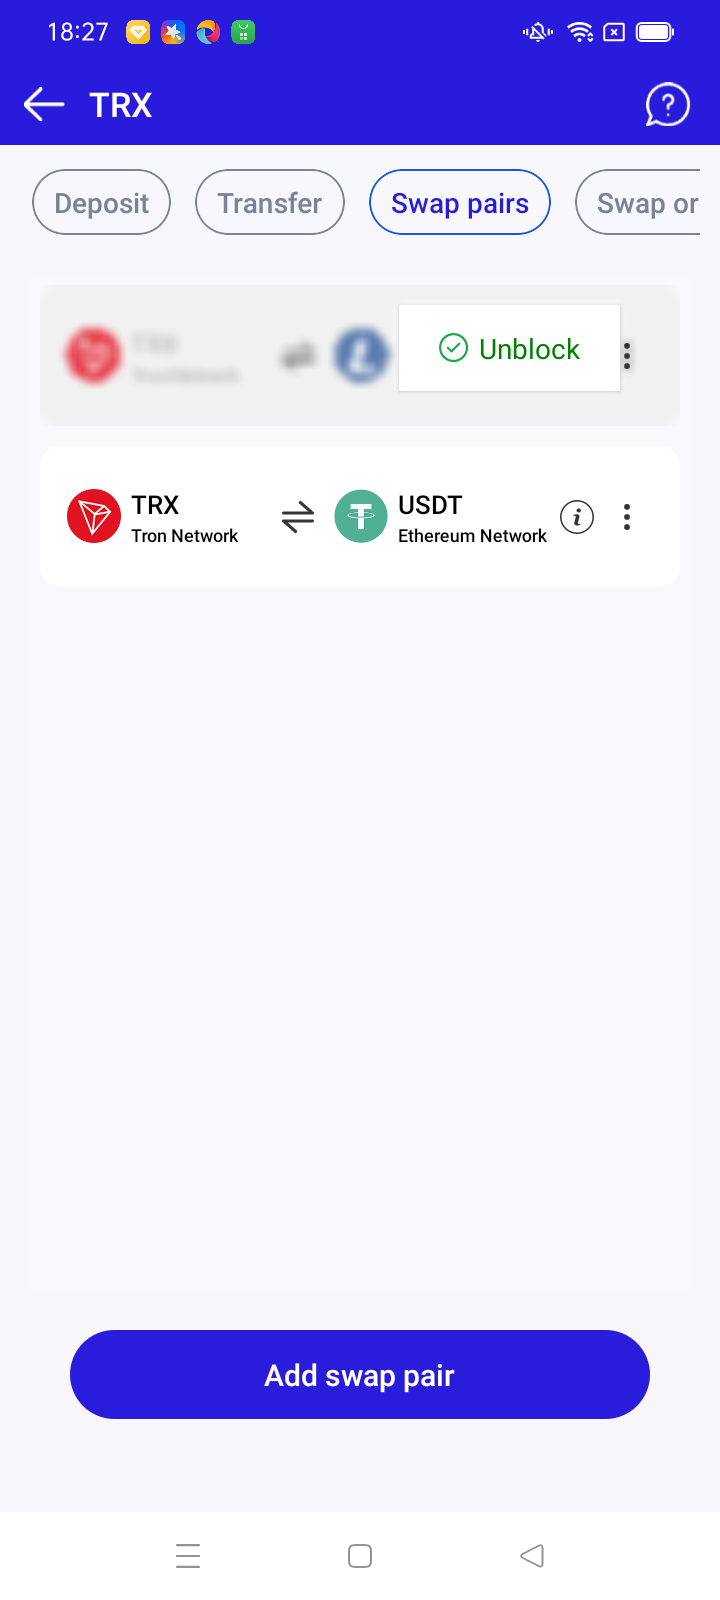 18:27
TRX
Deposit
Transfer
Swap pairs
Swap or
Unblock
TRX
Tron Network
USDT
Ethereum Network
Add swap pair